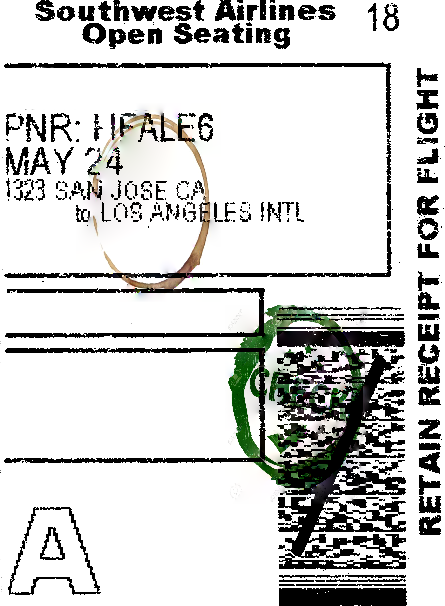 Southwest Airlines 18
Open Seating
PNR:
MAY 24
1323 SAN JOSE CA
to LOS ANGELES INTL
CHECK
A
RETAIN RECEIPT FOR FLIGHT